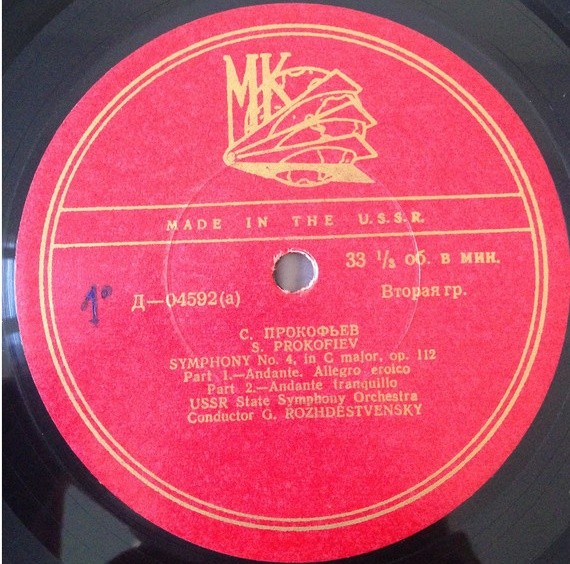 МК
MADE IN THE U.S.S.R.
33 ⅓ об. в мин.
1º Д—04592(а) Вторая гр.
С. ПРОКОФЬЕВ
S. PROKOFIEV
SYMPHONY No. 4, in C major, op. 112
Part 1.—Andante. Allegro eroico
Part 2.—Andante tranquillo
USSR State Symphony Orchestra
Conductor G. ROZHDESTVENSKY